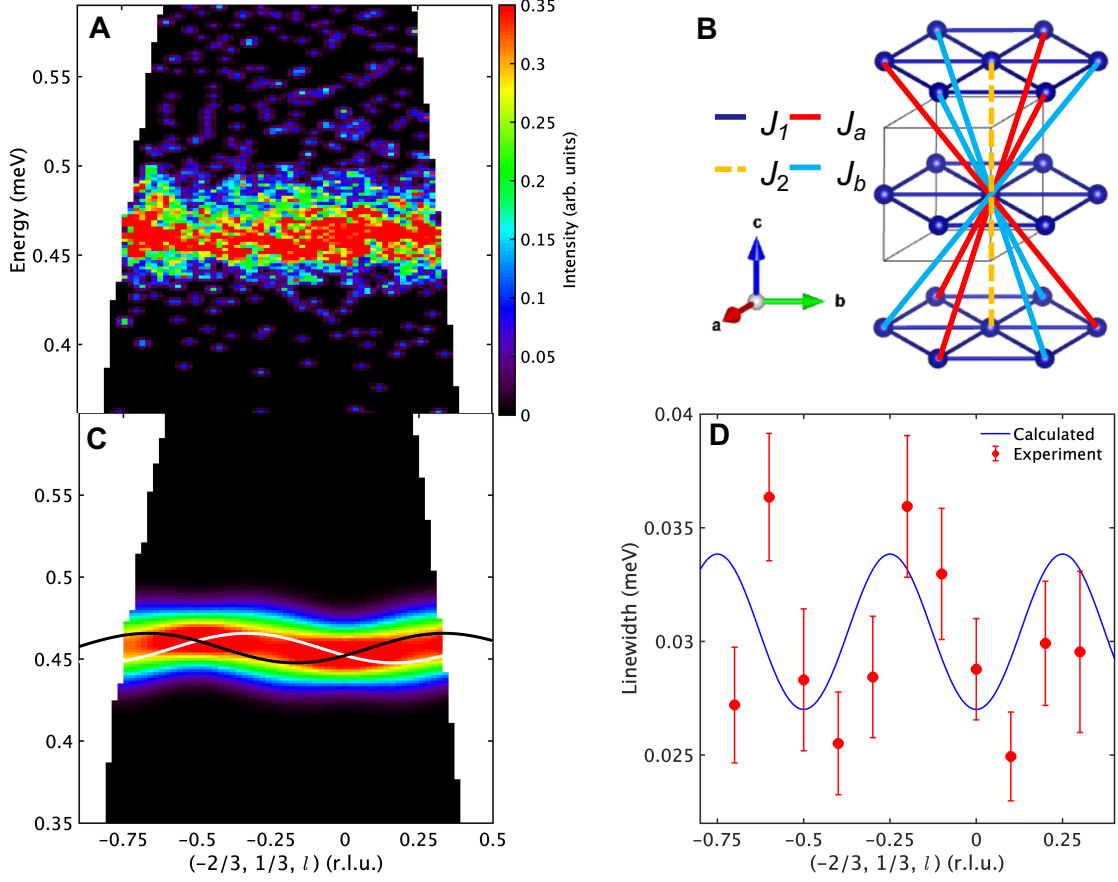 A
0.55
0.5
0.45
0.4
Energy (meV)
0.35
0.3
0.25
0.2
0.15
0.1
0.05
0
Intensity (arb. units)
B
J1 Ja
J2 Jb
c
b
a
C
0.55
0.5
0.45
0.4
0.35
−0.75 −0.5 −0.25 0 0.25 0.5
(−2/3, 1/3, l) (r.l.u.)
D
0.04
0.035
0.03
0.025
Linewidth (meV)
Calculated
Experiment
−0.75 −0.5 −0.25 0 0.25
(−2/3, 1/3, l) (r.l.u.)